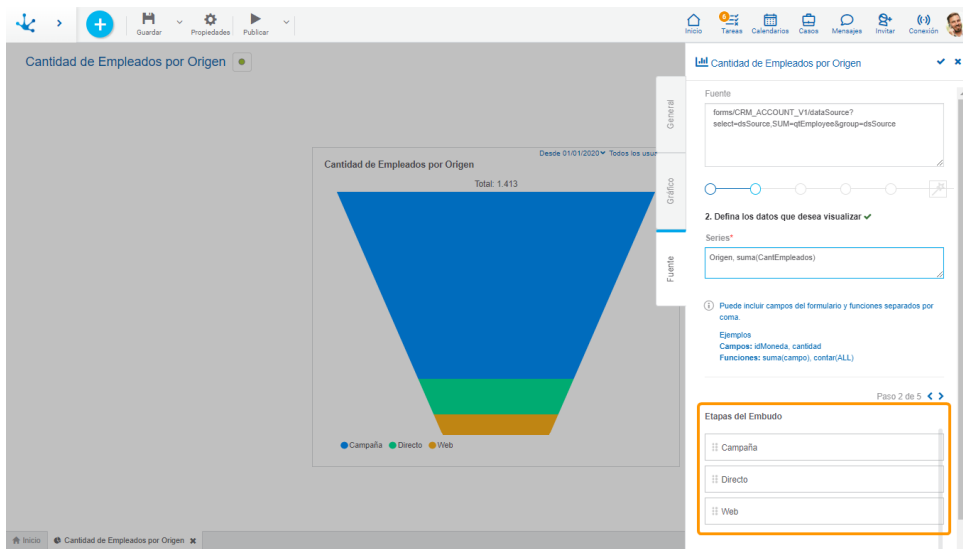 Guardar
Propiedades
Publicar
Inicio
6
Tareas
Calendarios
Casos
Mensajes
Invitar
Conexión
Cantidad de Empleados por Origen
Cantidad de Empleados por Origen
General
Gráfico
Fuente
Fuente
forms/CRM_ACCOUNT_V1/dataSource?
select=dsSource,SUM=qtEmployee&group=dsSource
Desde 01/01/2020 Todos los usur
Cantidad de Empleados por Origen
Total: 1.413
Campaña
Directo
Web
2. Defina los datos que desea visualizar
Series*
Origen, suma(CantEmpleados)
Puede incluir campos del formulario y funciones separados por
coma.
Ejemplos
Campos: idMoneda, cantidad
Funciones: suma(campo), contar(ALL)
Paso 2 de 5
Etapas del Embudo
Campaña
Directo
Web
Inicio
Cantidad de Empleados por Origen